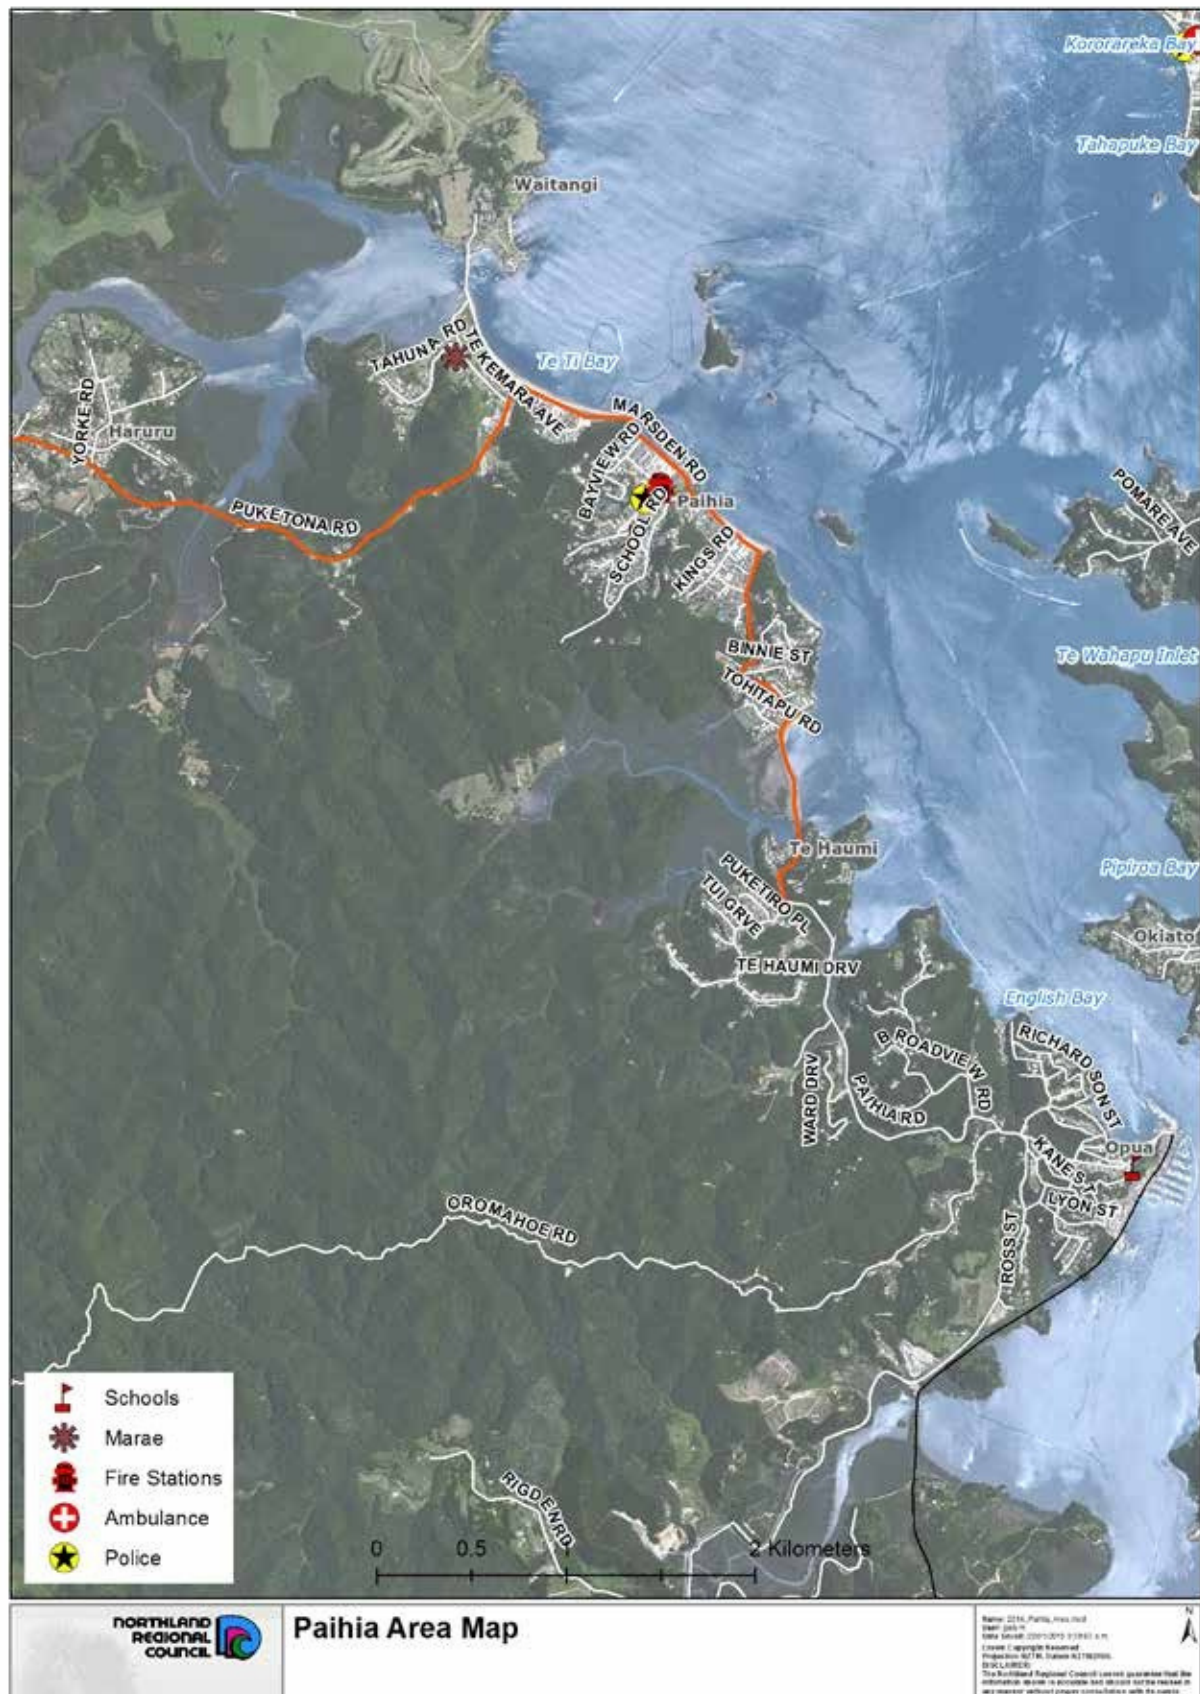 Kororareka Bay
Tahapuke Bay
Waitangi
TAHUNA RD
TE KEMARA AVE
Te Ti Bay
YORKE RD
Haruru
MARSDEN RD
BAYVIEW RD
Paihia
POMARE AVE
PUKETONA RD
SCHOOL RD
KINGS RD
BINNIE ST
Te Wahapu Inlet
TOHITAPU RD
Te Haumi
PUKETIRO PL
Pipiroa Bay
TUI GRVE
Okiato
TE HAUMI DRV
English Bay
BROADVIEW RD
RICHARDSON ST
WARD DRV
PAIHIA RD
Opua
KANE ST
LYON ST
OROMAHOE RD
ROSS ST
Schools
Marae
Fire Stations
Ambulance
Police
RIGDEN RD
0 0.5 2 Kilometers
NORTHLAND
REGIONAL
COUNCIL
Paihia Area Map
N
DISCLAIMER: